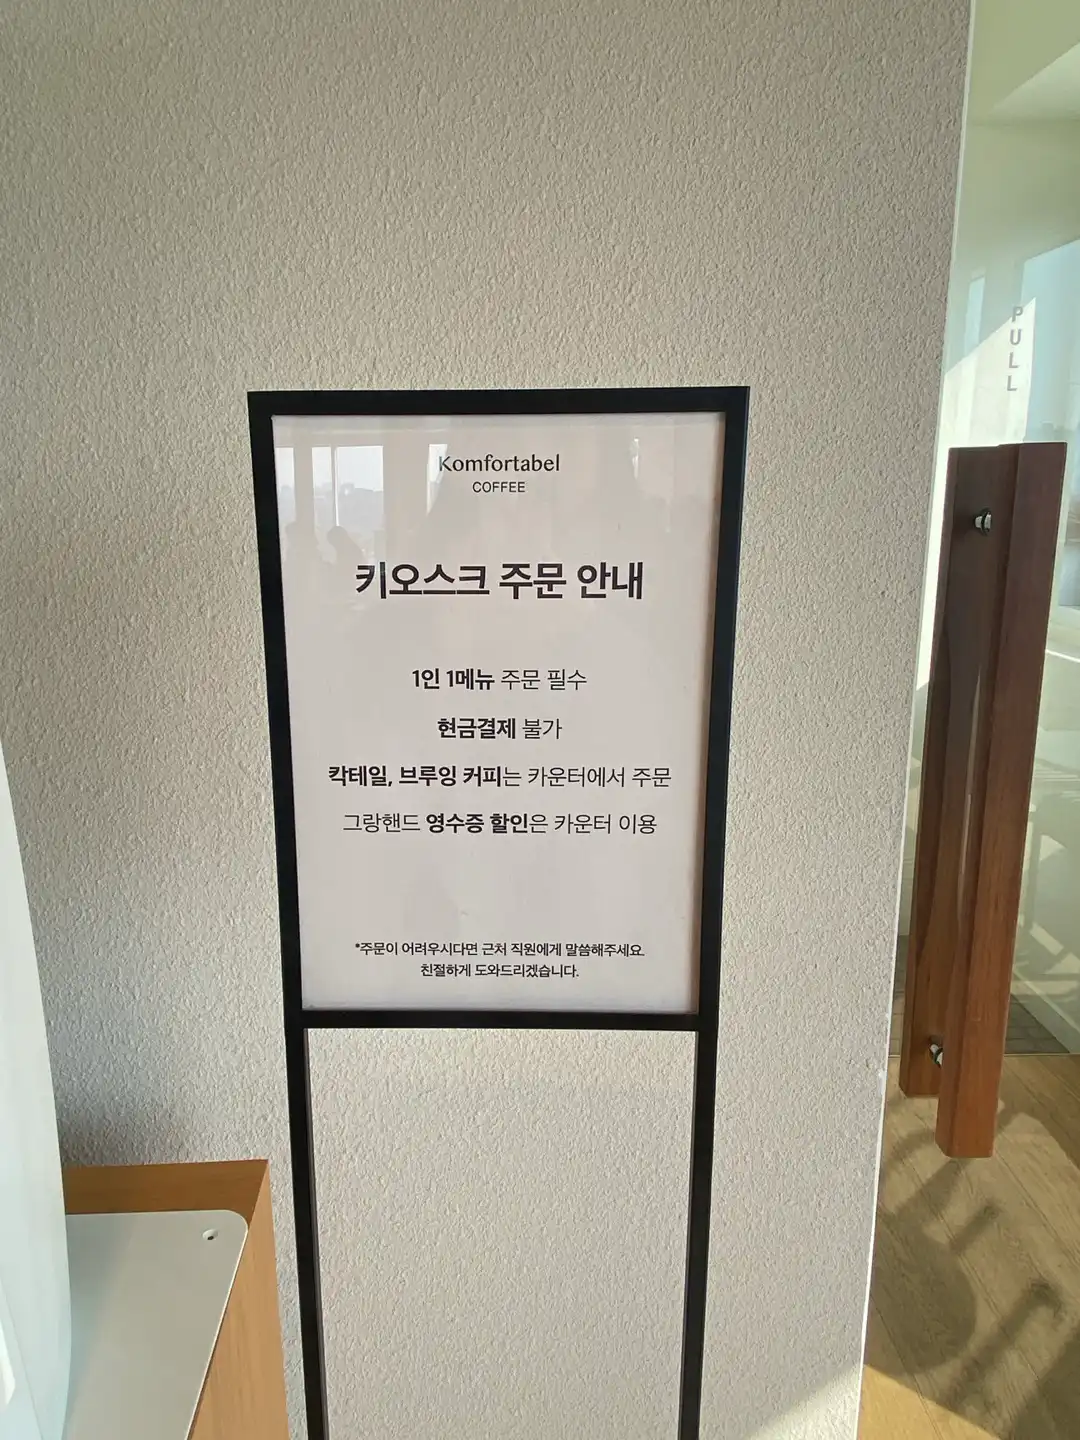 Komfortabel
COFFEE
키오스크 주문 안내
1인 1메뉴 주문 필수
현금결제 불가
칵테일, 브루잉 커피는 카운터에서 주문
그랑핸드 영수증 할인은 카운터 이용
*주문이 어려우시다면 근처 직원에게 말씀해주세요.
친절하게 도와드리겠습니다.
PULL